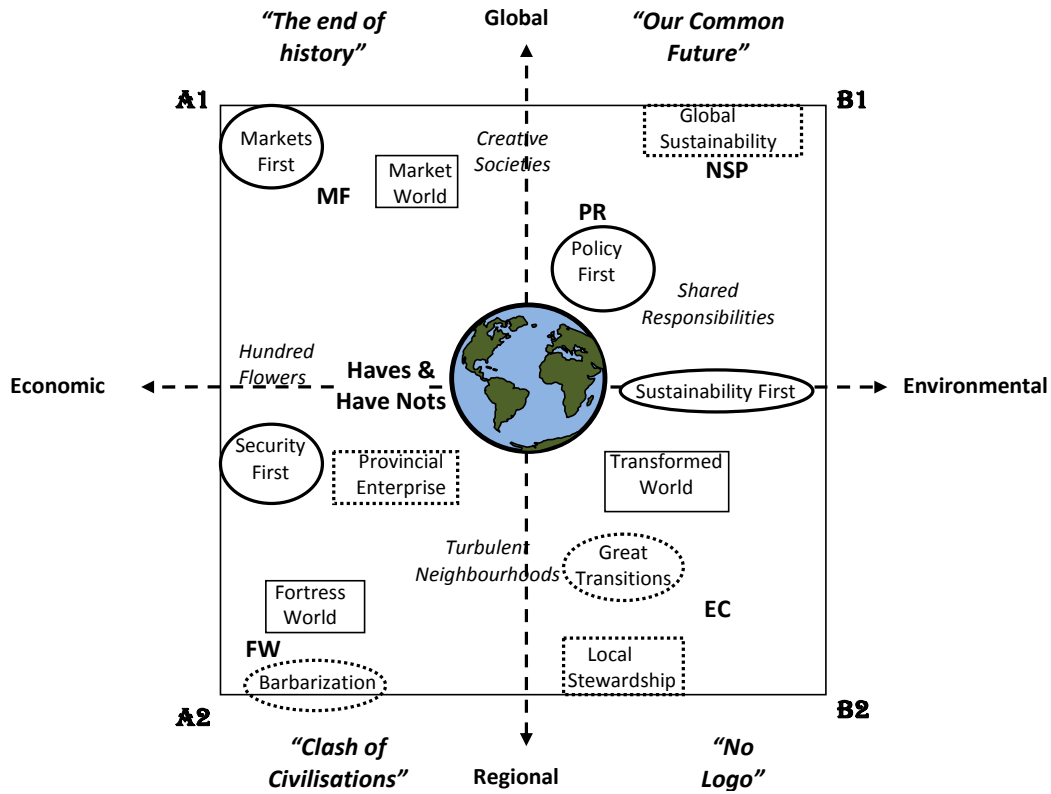 “The end of
history”
Global
“Our Common
Future”
A1
B1
Markets
First
Creative
Societies
Global
Sustainability
Market
World
MF
NSP
PR
Policy
First
Shared
Responsibilities
Hundred
Flowers
Haves &
Have Nots
Economic
Sustainability First
Environmental
Security
First
Provincial
Enterprise
Transformed
World
Turbulent
Neighbourhoods
Great
Transitions
Fortress
World
EC
FW
Barbarization
Local
Stewardship
A2
B2
“Clash of
Civilisations”
Regional
“No
Logo”